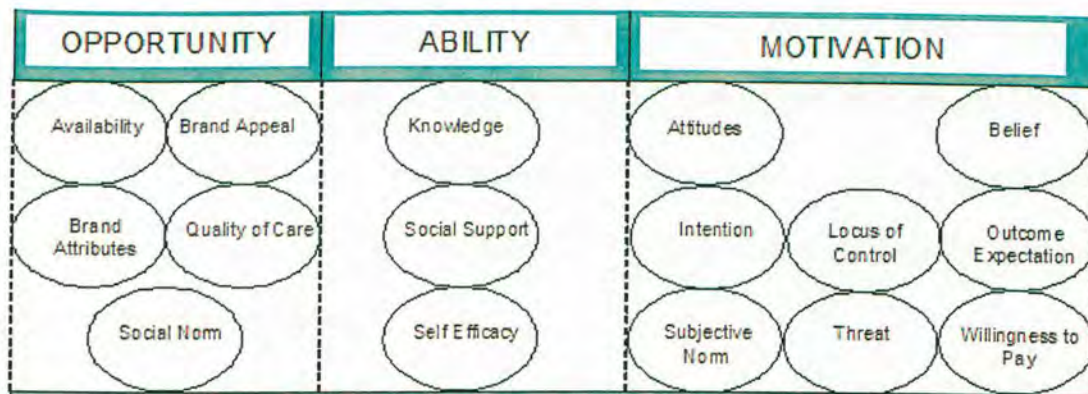 OPPORTUNITY
ABILITY
MOTIVATION
Availability
Brand Appeal
Knowledge
Attitudes
Belief
Brand
Attributes
Quality of Care
Social Support
Intention
Locus of
Control
Outcome
Expectation
Social Norm
Self Efficacy
Subjective
Norm
Threat
Willingness to
Pay